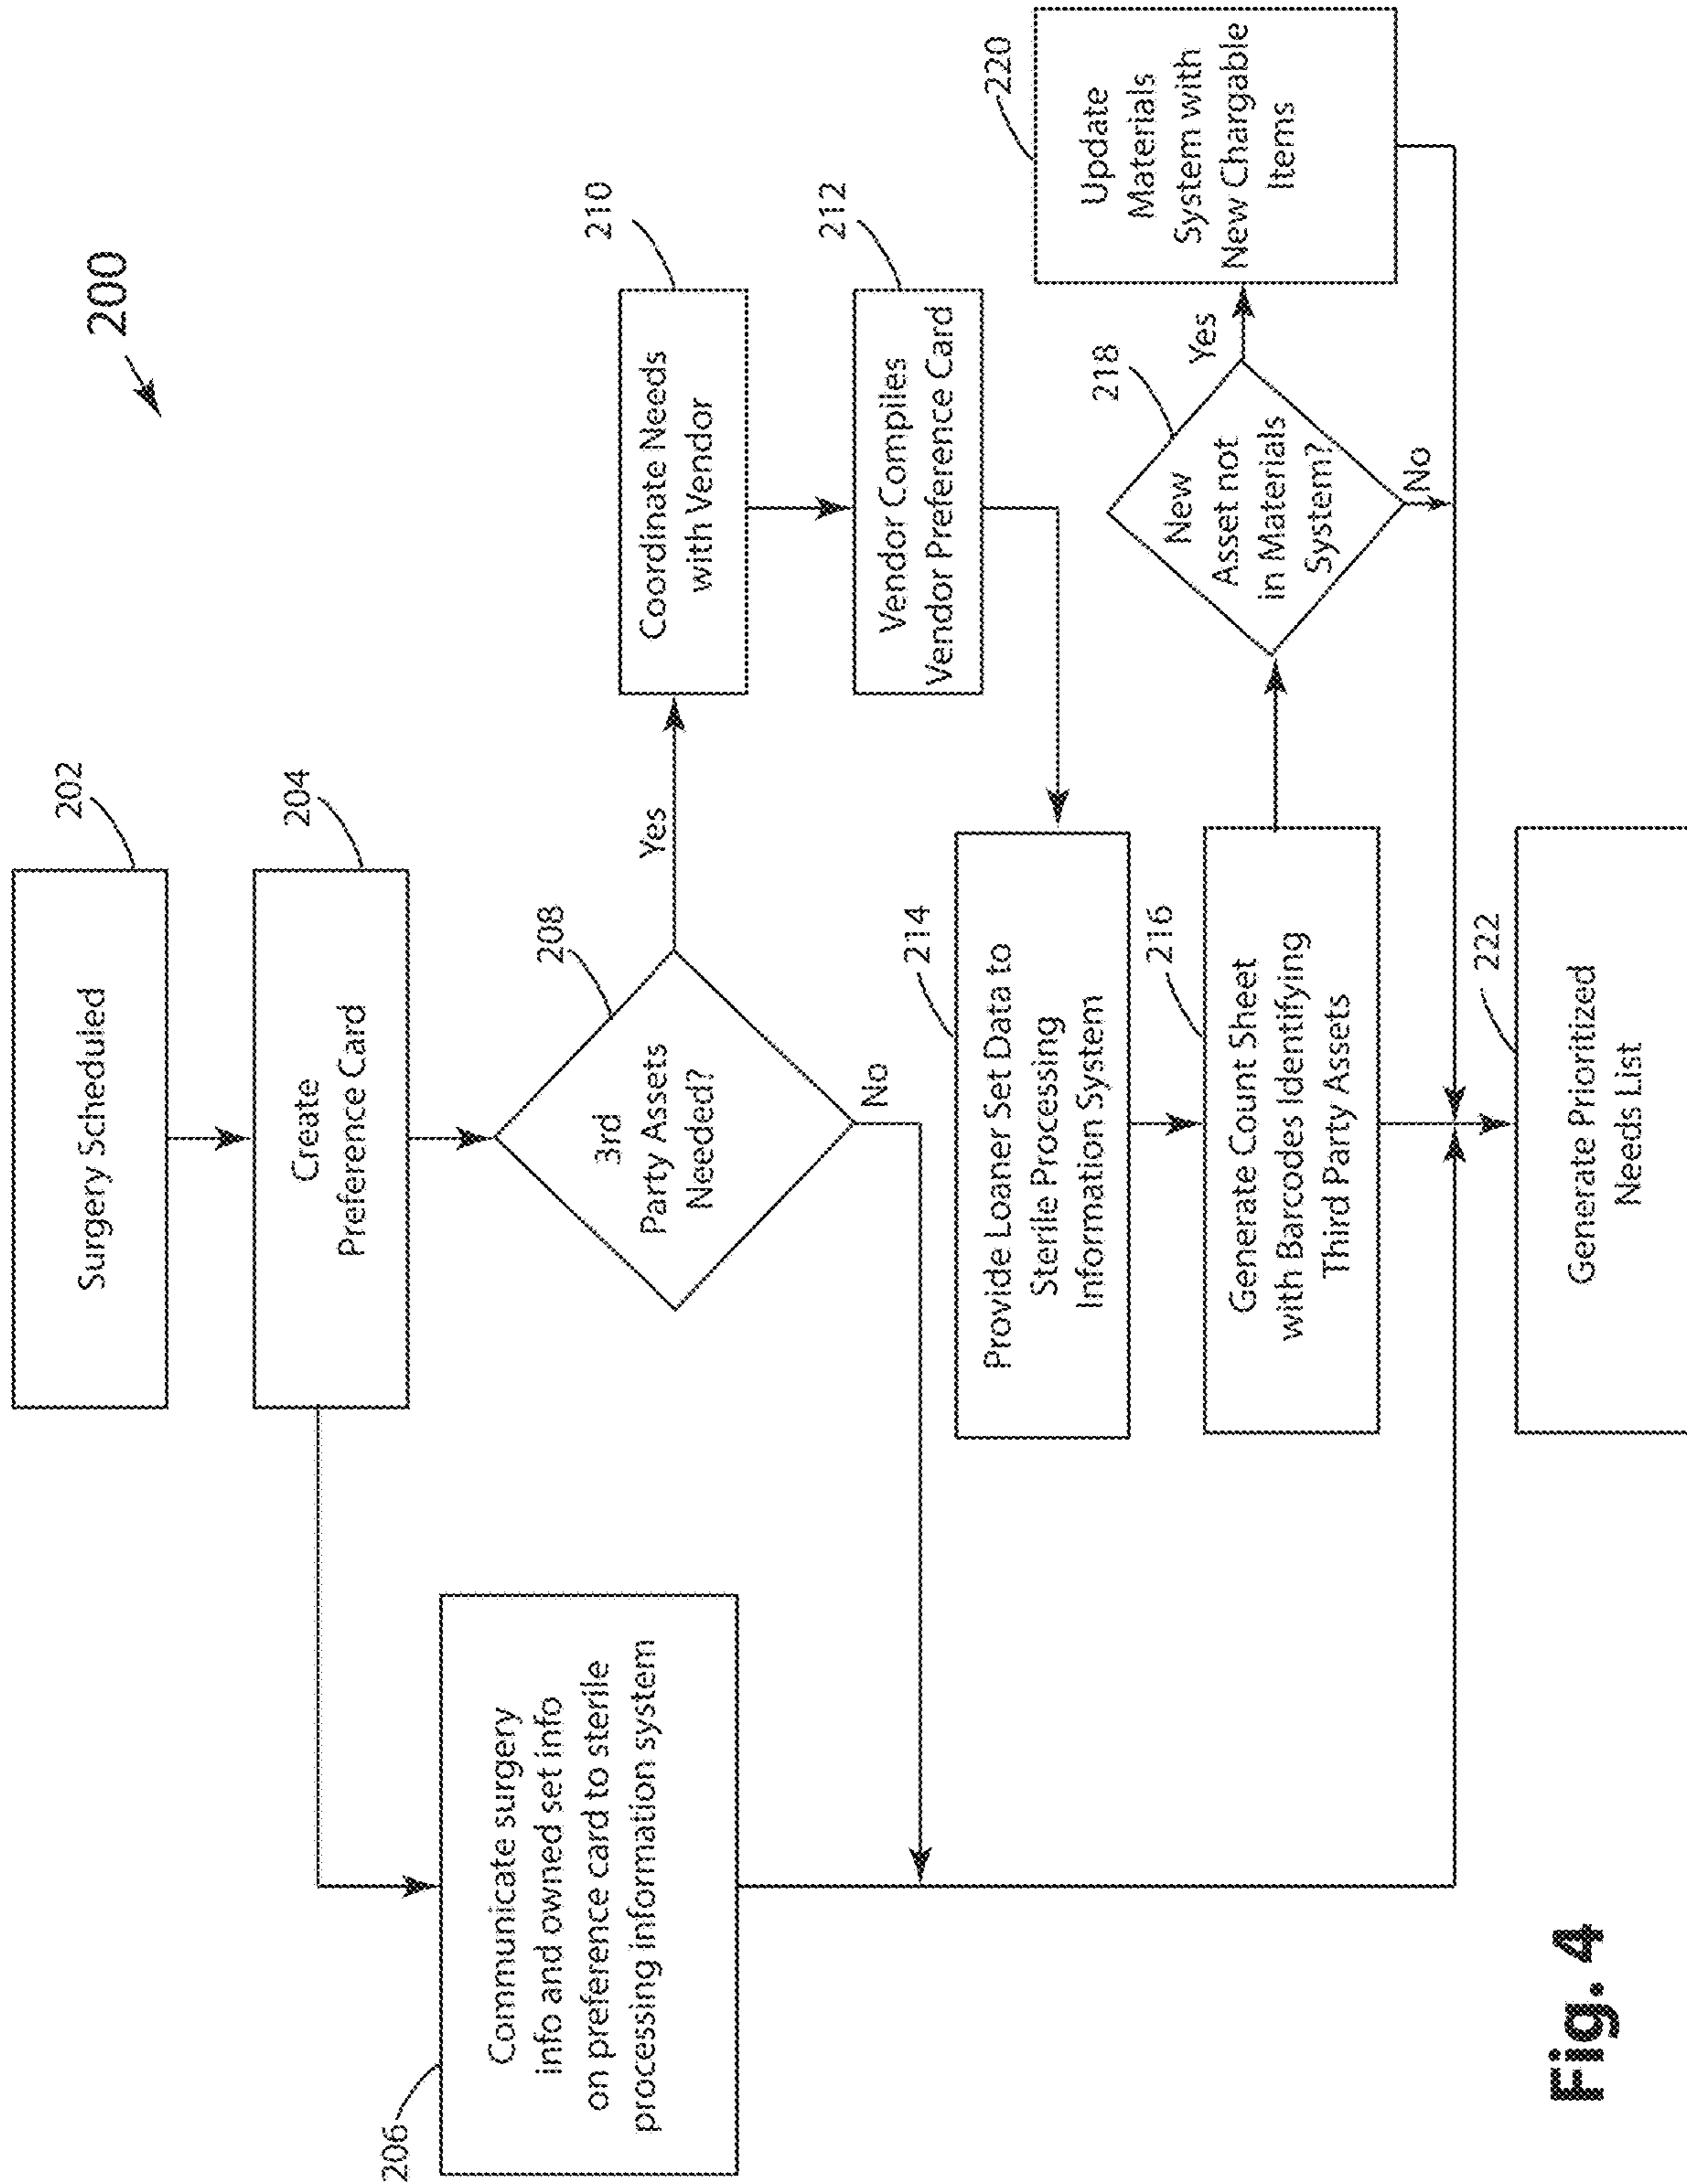 200
202
Surgery Scheduled
204
Create
Preference Card
206
Communicate surgery
info and owned set info
on preference card to sterile
processing information system
208
3rd
Party Assets
Needed?
Yes
No
210
Coordinate Needs
with Vendor
212
Vendor Compiles
Vendor Preference Card
214
Provide Loaner Set Data to
Sterile Processing
Information System
216
Generate Count Sheet
with Barcodes Identifying
Third Party Assets
218
New
Asset not
in Materials
System?
Yes
No
220
Update
Materials
System with
New Chargable
Items
222
Generate Prioritized
Needs List
Fig. 4